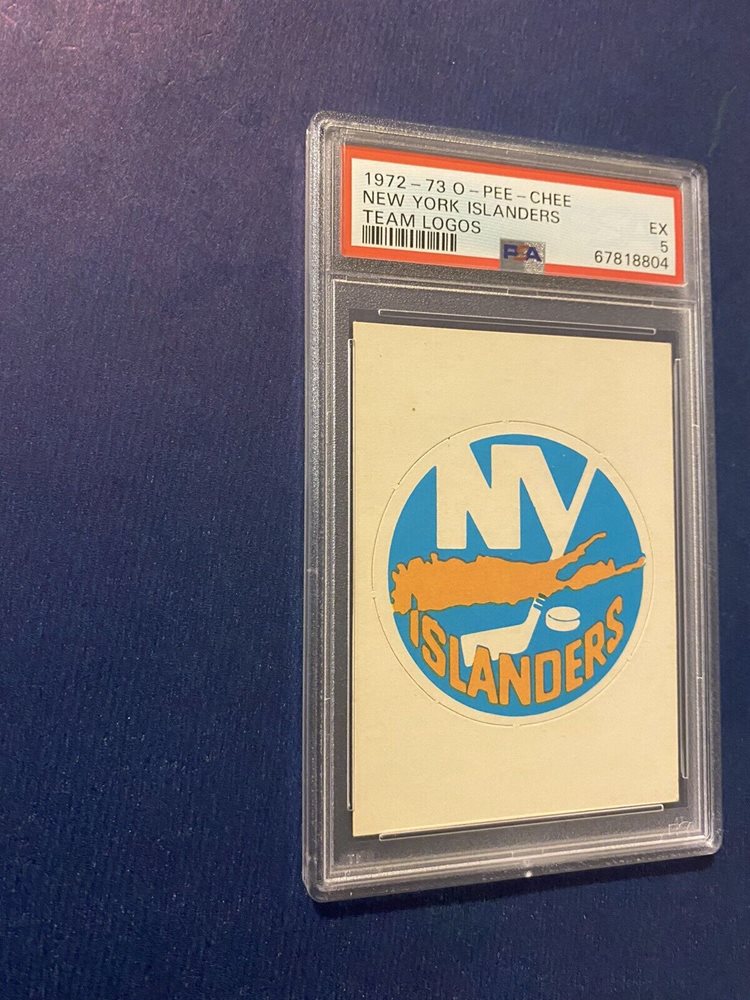 1972-73 O-PEE-CHEE
NEW YORK ISLANDERS EX
TEAM LOGOS 5
PSA 67818804
NY
ISLANDERS